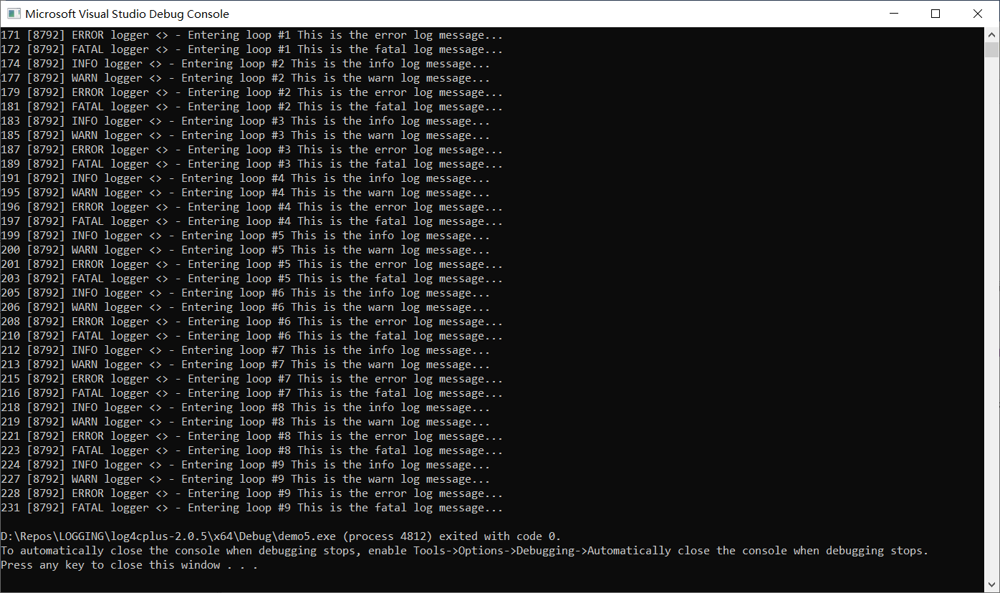 Microsoft Visual Studio Debug Console
171 [8792] ERROR logger <> - Entering loop #1 This is the error log message...
172 [8792] FATAL logger <> - Entering loop #1 This is the fatal log message...
174 [8792] INFO logger <> - Entering loop #2 This is the info log message...
177 [8792] WARN logger <> - Entering loop #2 This is the warn log message...
179 [8792] ERROR logger <> - Entering loop #2 This is the error log message...
181 [8792] FATAL logger <> - Entering loop #2 This is the fatal log message...
183 [8792] INFO logger <> - Entering loop #3 This is the info log message...
185 [8792] WARN logger <> - Entering loop #3 This is the warn log message...
187 [8792] ERROR logger <> - Entering loop #3 This is the error log message...
189 [8792] FATAL logger <> - Entering loop #3 This is the fatal log message...
191 [8792] INFO logger <> - Entering loop #4 This is the info log message...
195 [8792] WARN logger <> - Entering loop #4 This is the warn log message...
196 [8792] ERROR logger <> - Entering loop #4 This is the error log message...
197 [8792] FATAL logger <> - Entering loop #4 This is the fatal log message...
199 [8792] INFO logger <> - Entering loop #5 This is the info log message...
200 [8792] WARN logger <> - Entering loop #5 This is the warn log message...
201 [8792] ERROR logger <> - Entering loop #5 This is the error log message...
203 [8792] FATAL logger <> - Entering loop #5 This is the fatal log message...
205 [8792] INFO logger <> - Entering loop #6 This is the info log message...
206 [8792] WARN logger <> - Entering loop #6 This is the warn log message...
208 [8792] ERROR logger <> - Entering loop #6 This is the error log message...
210 [8792] FATAL logger <> - Entering loop #6 This is the fatal log message...
212 [8792] INFO logger <> - Entering loop #7 This is the info log message...
213 [8792] WARN logger <> - Entering loop #7 This is the warn log message...
215 [8792] ERROR logger <> - Entering loop #7 This is the error log message...
216 [8792] FATAL logger <> - Entering loop #7 This is the fatal log message...
218 [8792] INFO logger <> - Entering loop #8 This is the info log message...
219 [8792] WARN logger <> - Entering loop #8 This is the warn log message...
221 [8792] ERROR logger <> - Entering loop #8 This is the error log message...
223 [8792] FATAL logger <> - Entering loop #8 This is the fatal log message...
224 [8792] INFO logger <> - Entering loop #9 This is the info log message...
227 [8792] WARN logger <> - Entering loop #9 This is the warn log message...
228 [8792] ERROR logger <> - Entering loop #9 This is the error log message...
231 [8792] FATAL logger <> - Entering loop #9 This is the fatal log message...
D:\Repos\LOGGING\log4cplus-2.0.5\x64\Debug\demo5.exe (process 4812) exited with code 0.
To automatically close the console when debugging stops, enable Tools->Options->Debugging->Automatically close the console when debugging stops.
Press any key to close this window . . .